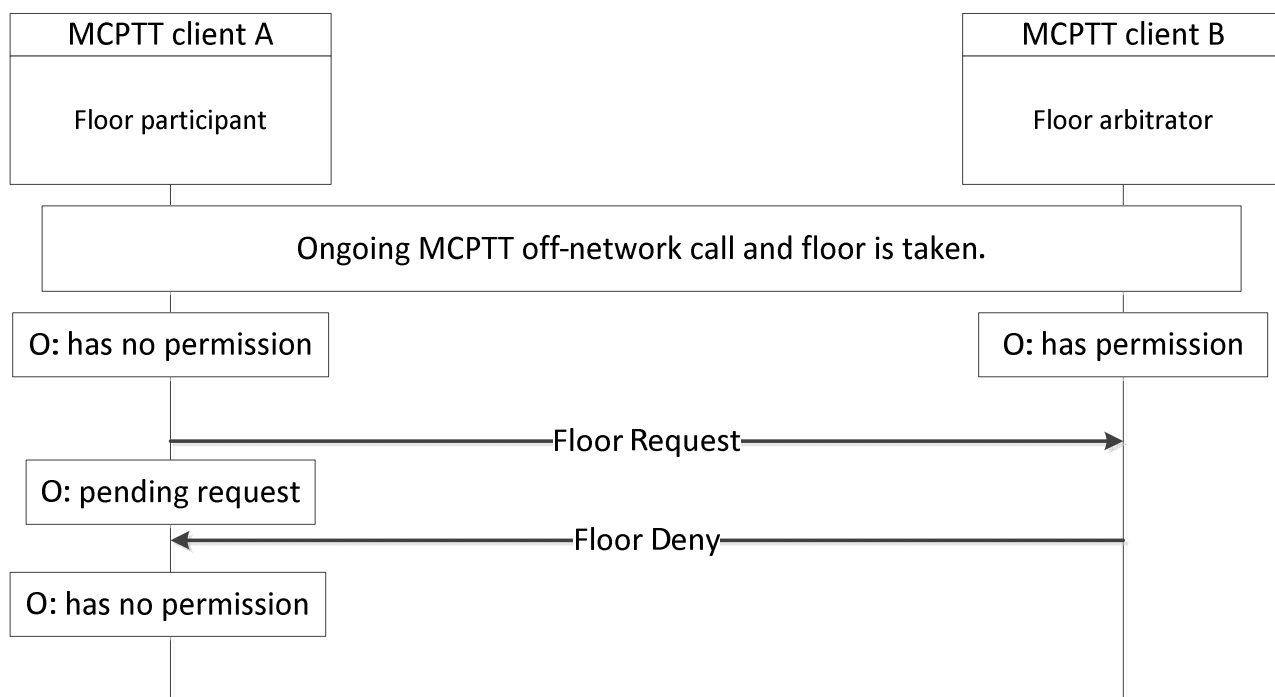 MCPTT client A
MCPTT client B
Floor participant
Floor arbitrator
Ongoing MCPTT off-network call and floor is taken.
O: has no permission
O: has permission
Floor Request
O: pending request
Floor Deny
O: has no permission